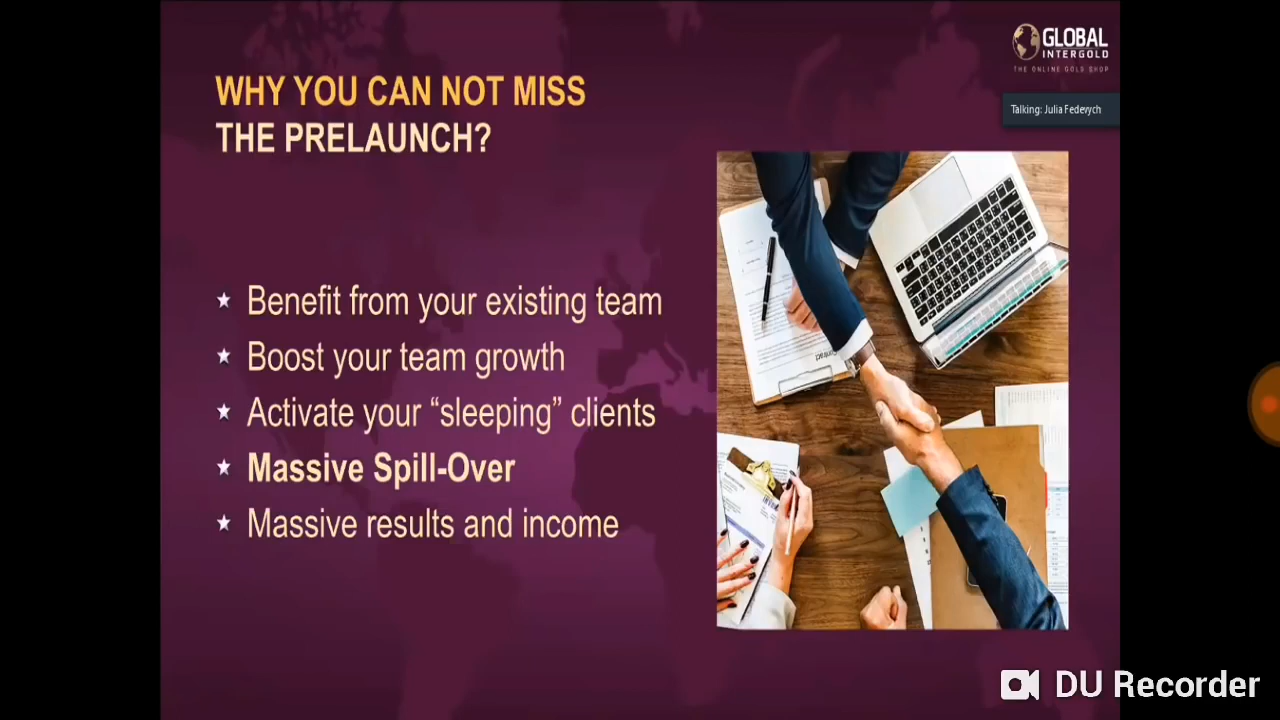 GLOBAL
INTERGOLD
THE ONLINE GOLD SHOP
WHY YOU CAN NOT MISS
THE PRELAUNCH?
Talking: Julia Fedevych
Benefit from your existing team
Boost your team growth
Activate your “sleeping” clients
Massive Spill-Over
Massive results and income
DU Recorder